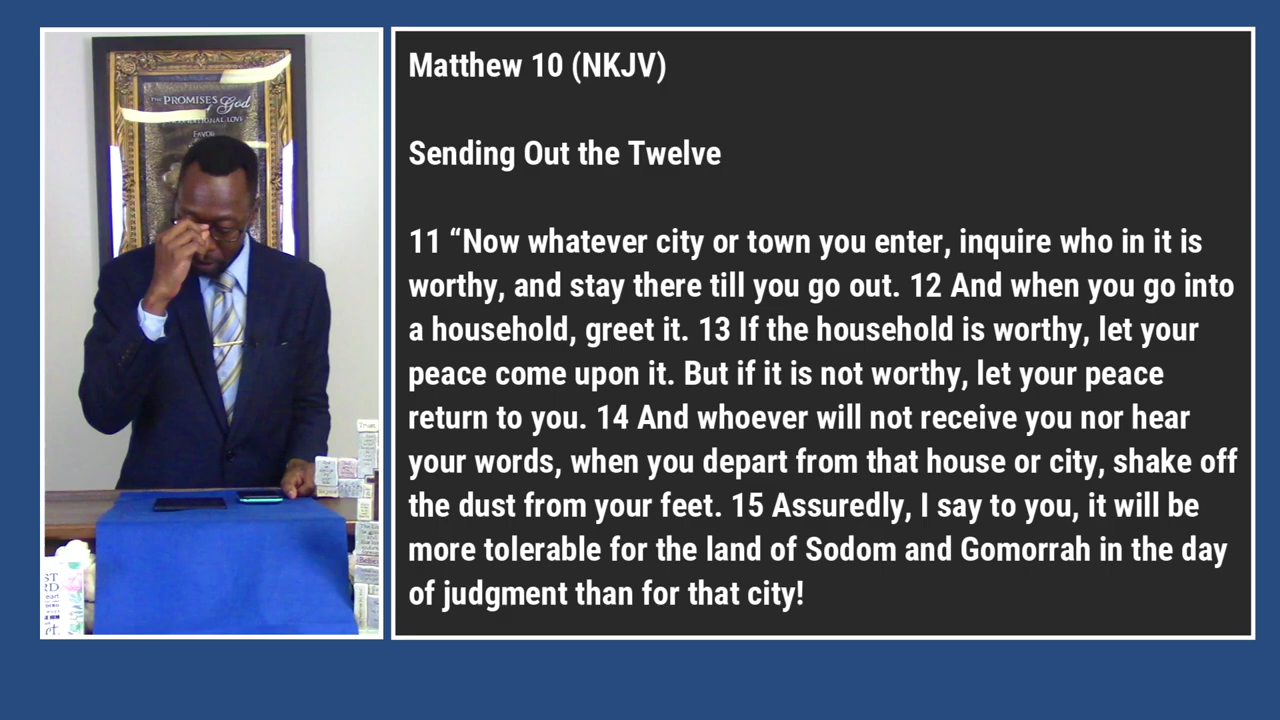 Matthew 10 (NKJV)
Sending Out the Twelve
11 “Now whatever city or town you enter, inquire who in it is
worthy, and stay there till you go out. 12 And when you go into
a household, greet it. 13 If the household is worthy, let your
peace come upon it. But if it is not worthy, let your peace
return to you. 14 And whoever will not receive you nor hear
your words, when you depart from that house or city, shake off
the dust from your feet. 15 Assuredly, I say to you, it will be
more tolerable for the land of Sodom and Gomorrah in the day
of judgment than for that city!
THE PROMISES
of God
LOVE
FAVOR
Trust